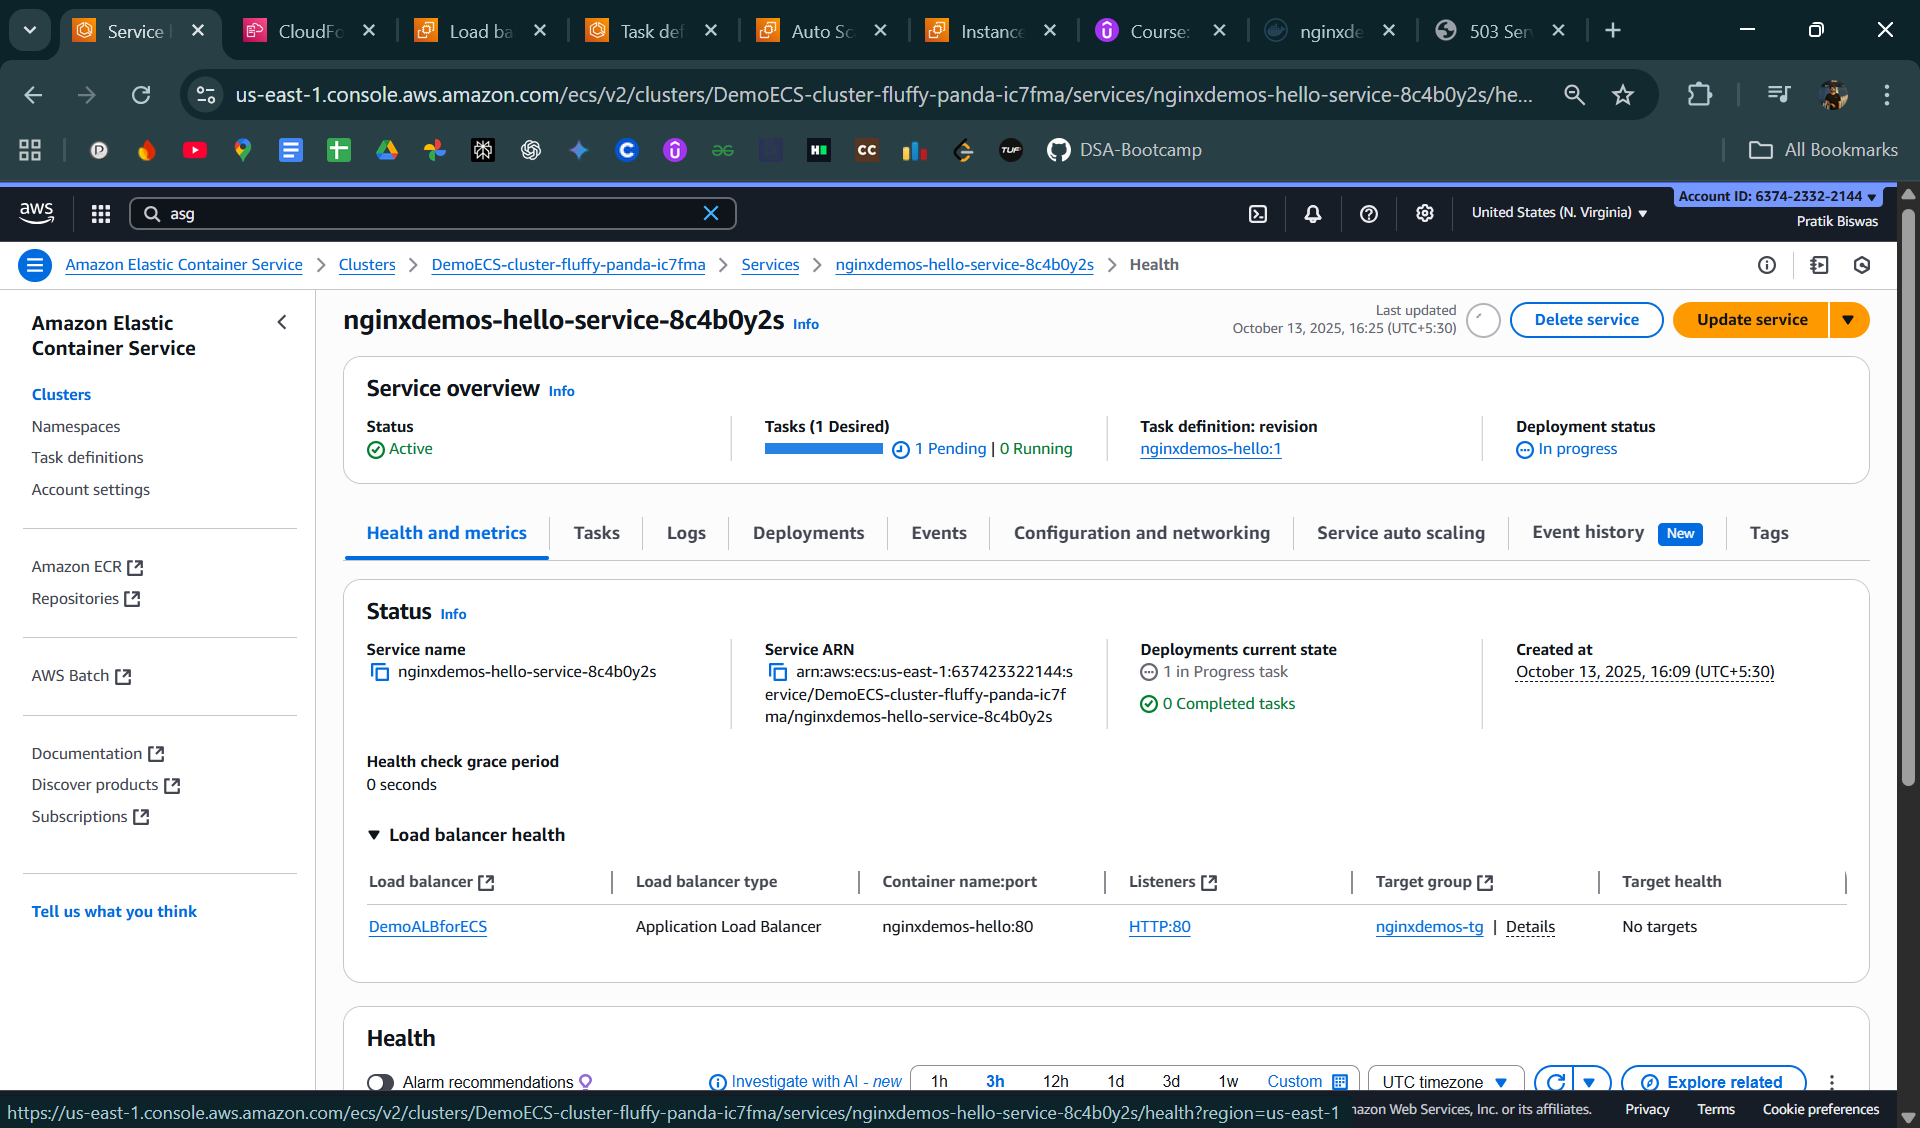 Service
CloudFo
Load ba
Task def
Auto Sc
Instance
Course:
nginxde
503 Serv
us-east-1.console.aws.amazon.com/ecs/v2/clusters/DemoECS-cluster-fluffy-panda-ic7fma/services/nginxdemos-hello-service-8c4b0y2s/he...
DSA-Bootcamp
All Bookmarks
aws
asg
United States (N. Virginia)
Account ID: 6374-2332-2144
Pratik Biswas
Amazon Elastic Container Service
Clusters
DemoECS-cluster-fluffy-panda-ic7fma
Services
nginxdemos-hello-service-8c4b0y2s
Health
Amazon Elastic
Container Service
Clusters
Namespaces
Task definitions
Account settings
Amazon ECR
Repositories
AWS Batch
Documentation
Discover products
Subscriptions
Tell us what you think
nginxdemos-hello-service-8c4b0y2s Info
Last updated
October 13, 2025, 16:25 (UTC+5:30)
Delete service
Update service
Service overview Info
Status
Active
Tasks (1 Desired)
1 Pending | 0 Running
Task definition: revision
nginxdemos-hello:1
Deployment status
In progress
Health and metrics
Tasks
Logs
Deployments
Events
Configuration and networking
Service auto scaling
Event history New
Tags
Status Info
Service name
nginxdemos-hello-service-8c4b0y2s
Service ARN
arn:aws:ecs:us-east-1:637423322144:s
ervice/DemoECS-cluster-fluffy-panda-ic7f
ma/nginxdemos-hello-service-8c4b0y2s
Deployments current state
1 in Progress task
0 Completed tasks
Created at
October 13, 2025, 16:09 (UTC+5:30)
Health check grace period
0 seconds
Load balancer health
Load balancer
Load balancer type
Container name:port
Listeners
Target group
Target health
DemoALBforECS
Application Load Balancer
nginxdemos-hello:80
HTTP:80
nginxdemos-tg | Details
No targets
Health
Alarm recommendations
Investigate with AI - new
1h
3h
12h
1d
3d
1w
Custom
UTC timezone
Explore related
https://us-east-1.console.aws.amazon.com/ecs/v2/clusters/DemoECS-cluster-fluffy-panda-ic7fma/services/nginxdemos-hello-service-8c4b0y2s/health?region=us-east-1
Web Services, Inc. or its affiliates.
Privacy
Terms
Cookie preferences